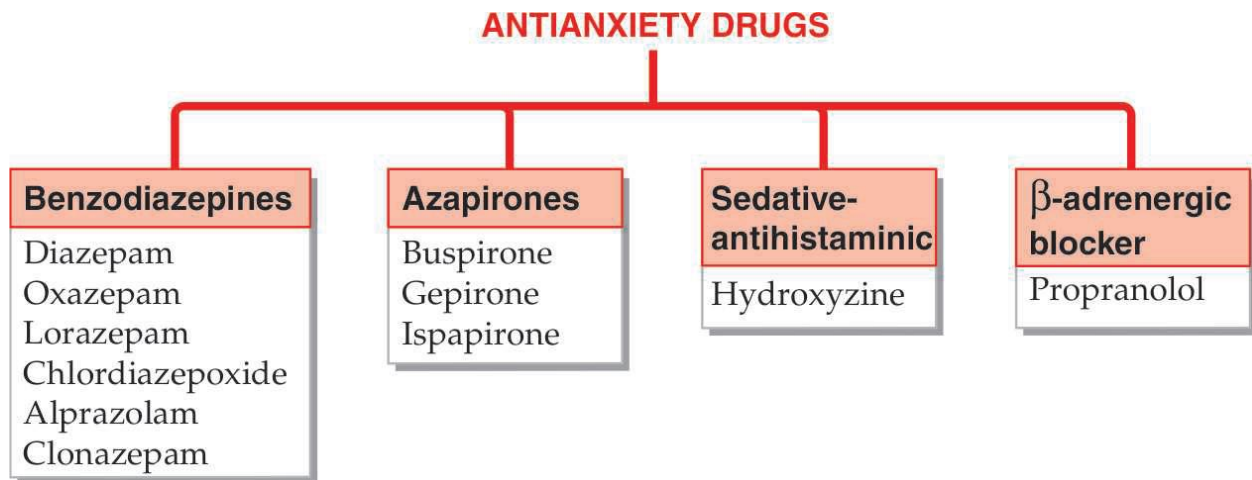 ANTIANXIETY DRUGS
Benzodiazepines
Diazepam
Oxazepam
Lorazepam
Chlordiazepoxide
Alprazolam
Clonazepam
Azapirones
Buspirone
Gepirone
Ispapirone
Sedative-
antihistaminic
Hydroxyzine
β-adrenergic
blocker
Propranolol